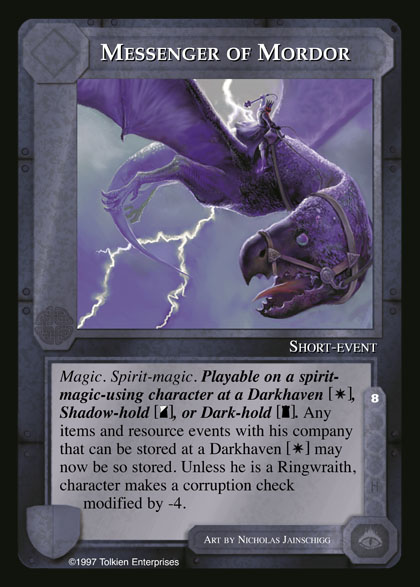 Messenger of Mordor
Short-event
Magic. Spirit-magic. Playable on a spirit-
magic-using character at a Darkhaven [☀],
Shadow-hold [◪], or Dark-hold [♜]. Any
items and resource events with his company
that can be stored at a Darkhaven [☀] may
now be so stored. Unless he is a Ringwraith,
character makes a corruption check
modified by -4.
8
H
Art by Nicholas Jainschigg
©1997 Tolkien Enterprises